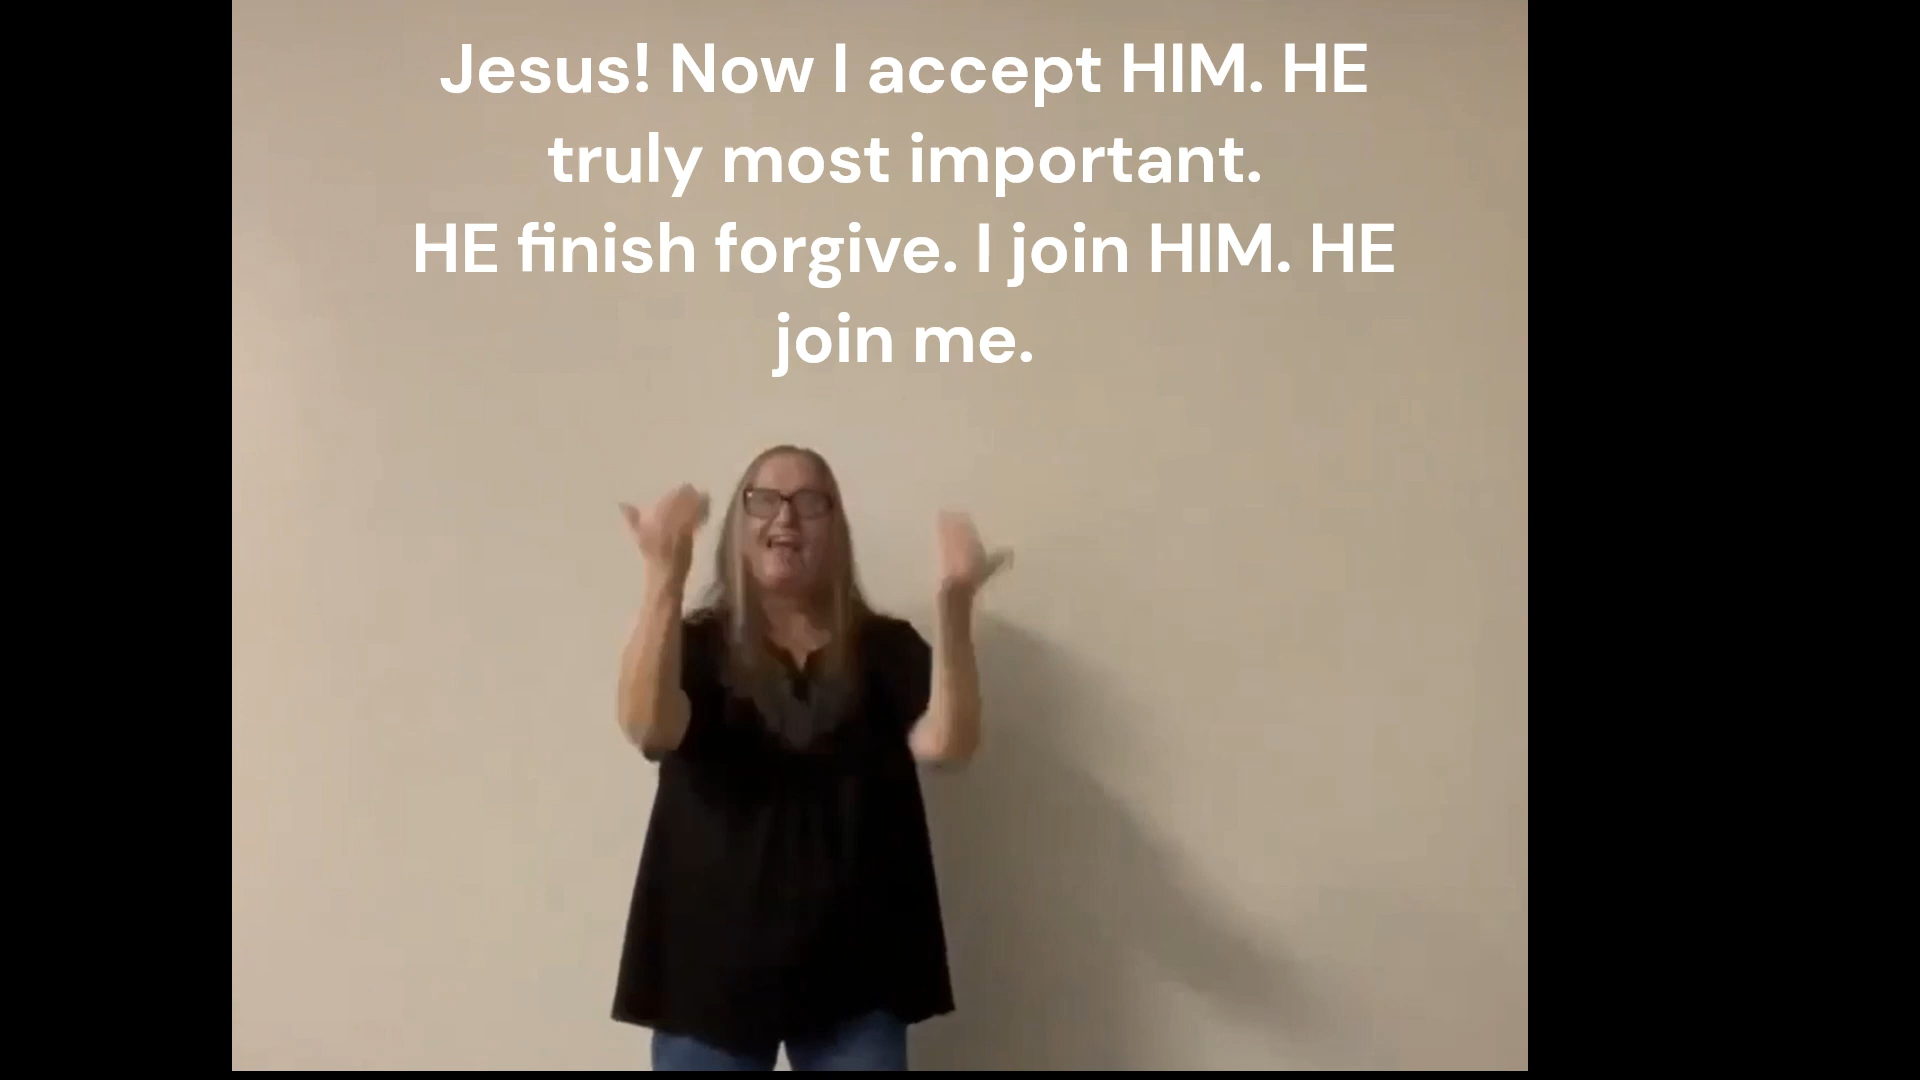 Jesus! Now I accept HIM. HE
truly most important.
HE finish forgive. I join HIM. HE
join me.